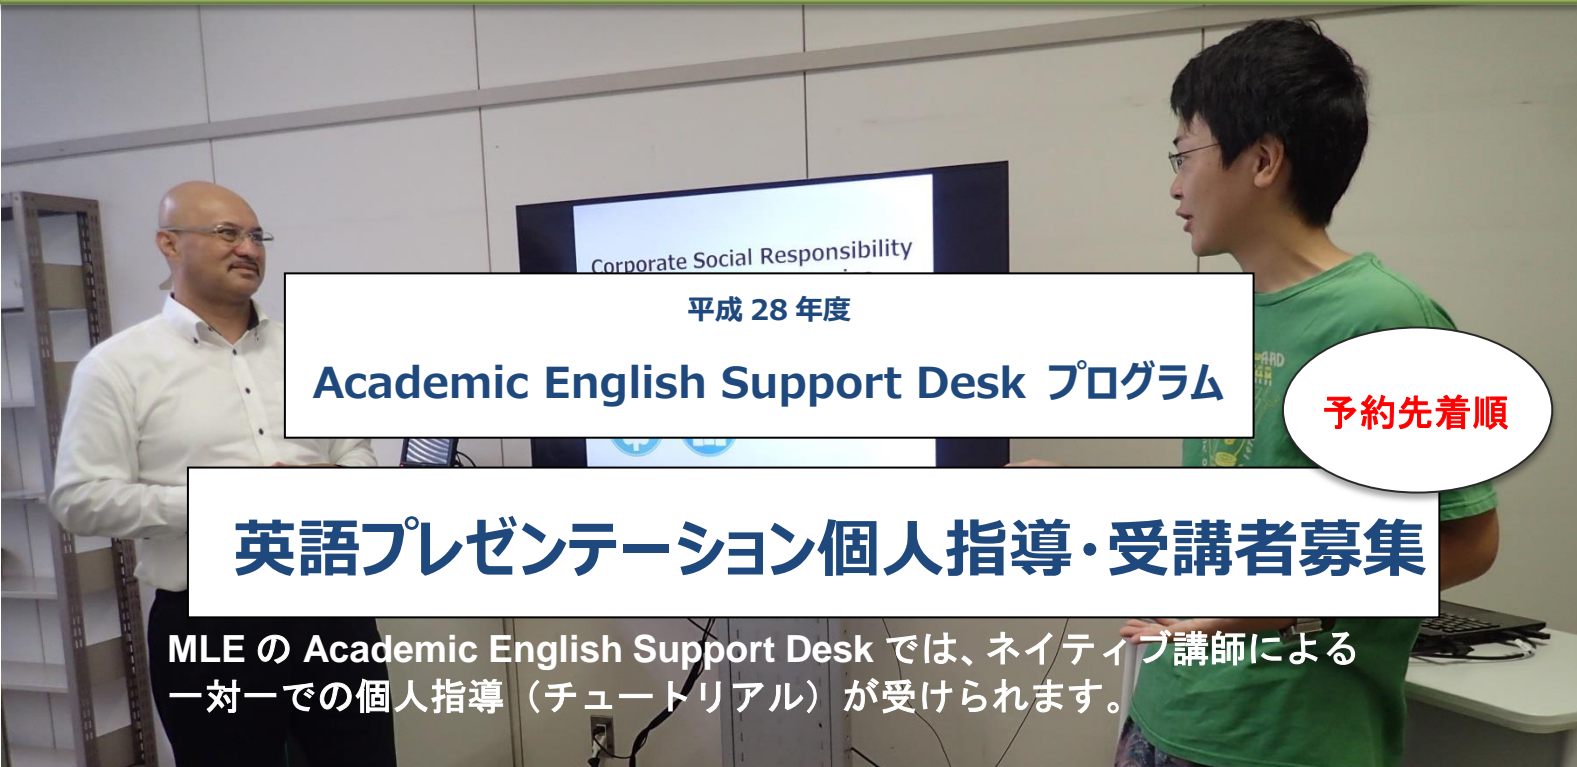 Corporate Social Responsibility
平成 28 年度
Academic English Support Desk プログラム
予約先着順
英語プレゼンテーション個人指導・受講者募集
MLE の Academic English Support Desk では、ネイティブ講師による
一対一での個人指導（チュートリアル）が受けられます。